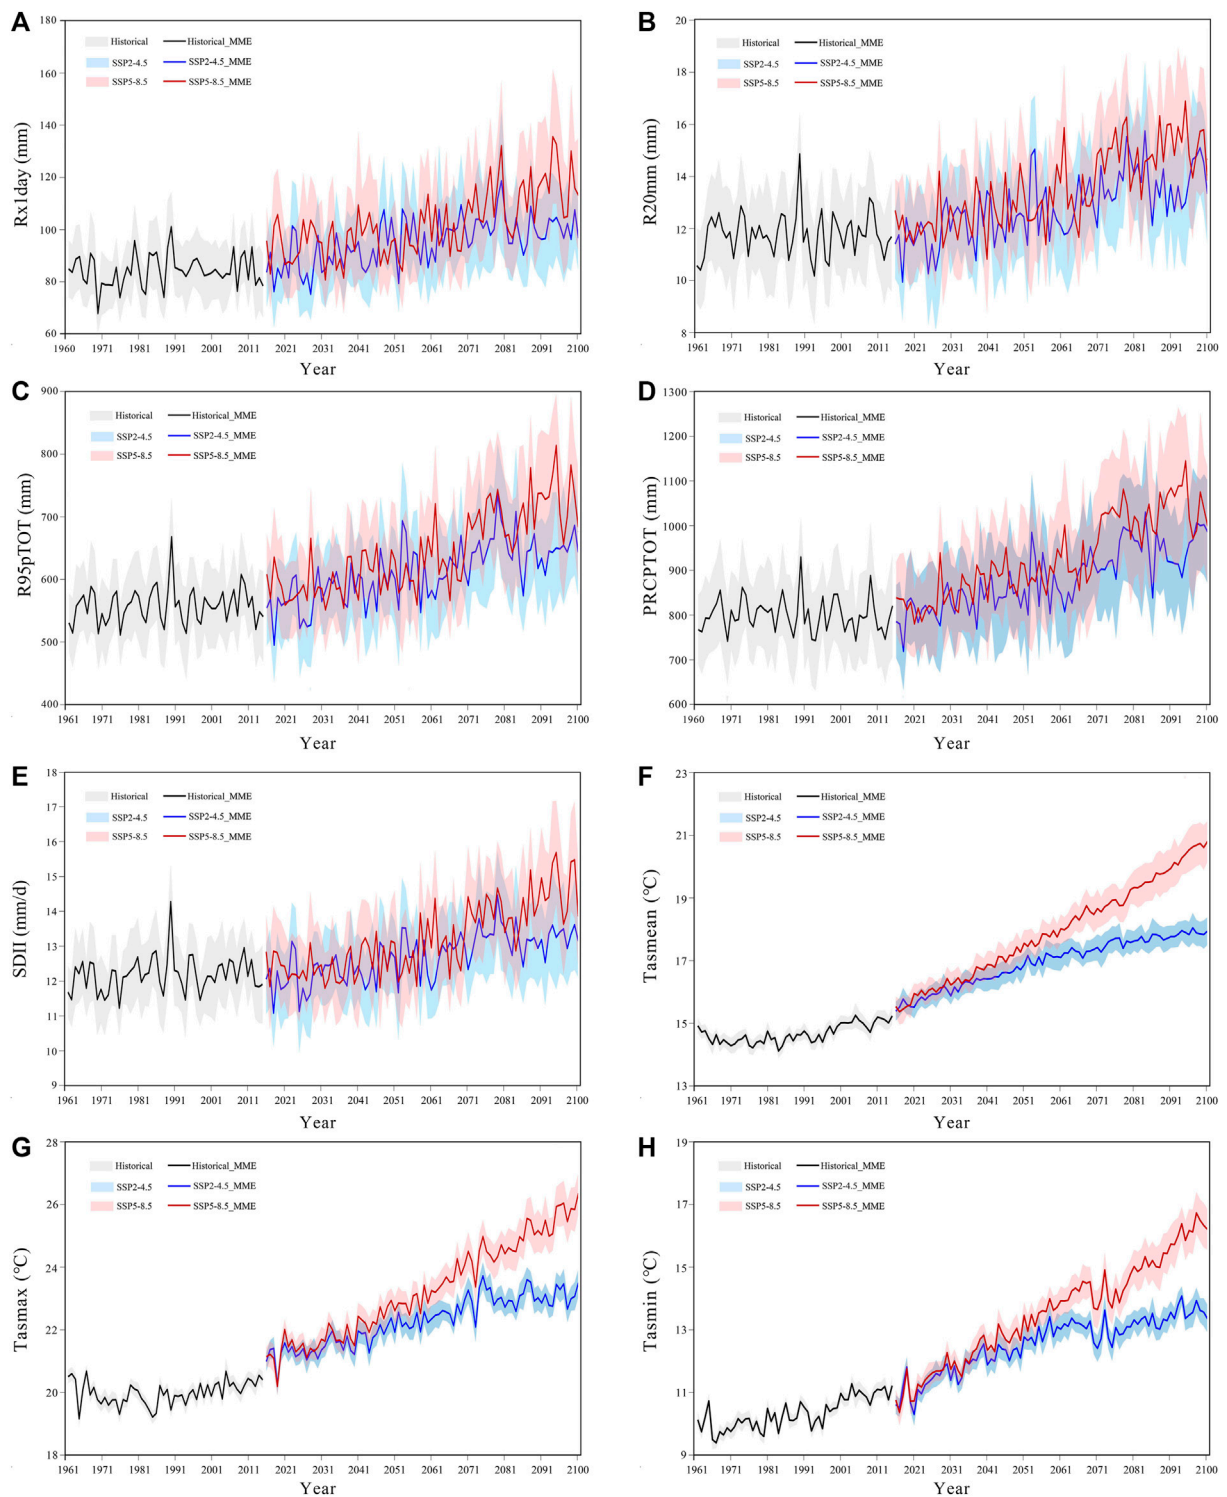 A
180
160
140
120
100
80
60
Rx1day (mm)
Historical
Historical_MME
SSP2-4.5
SSP2-4.5_MME
SSP5-8.5
SSP5-8.5_MME
1960 1971 1981 1991 2001 2011 2021 2031 2041 2051 2061 2071 2081 2091 2100
Year
B
20
18
16
14
12
10
8
R20mm (mm)
Historical
Historical_MME
SSP2-4.5
SSP2-4.5_MME
SSP5-8.5
SSP5-8.5_MME
1961 1971 1981 1991 2001 2011 2021 2031 2041 2051 2061 2071 2081 2091 2100
Year
C
900
800
700
600
500
400
R95pTOT (mm)
Historical
Historical_MME
SSP2-4.5
SSP2-4.5_MME
SSP5-8.5
SSP5-8.5_MME
1961 1971 1981 1991 2001 2011 2021 2031 2041 2051 2061 2071 2081 2091 2100
Year
D
1300
1200
1100
1000
900
800
700
600
PRCPTOT (mm)
Historical
Historical_MME
SSP2-4.5
SSP2-4.5_MME
SSP5-8.5
SSP5-8.5_MME
1960 1971 1981 1991 2001 2011 2021 2031 2041 2051 2061 2071 2081 2091 2100
Year
E
18
17
16
15
14
13
12
11
10
9
SDII (mm/d)
Historical
Historical_MME
SSP2-4.5
SSP2-4.5_MME
SSP5-8.5
SSP5-8.5_MME
1961 1971 1981 1991 2001 2011 2021 2031 2041 2051 2061 2071 2081 2091 2100
Year
F
23
21
19
17
15
13
Tasmean (°C)
Historical
Historical_MME
SSP2-4.5
SSP2-4.5_MME
SSP5-8.5
SSP5-8.5_MME
1961 1971 1981 1991 2001 2011 2021 2031 2041 2051 2061 2071 2081 2091 2100
Year
G
28
26
24
22
20
18
Tasmax (°C)
Historical
Historical_MME
SSP2-4.5
SSP2-4.5_MME
SSP5-8.5
SSP5-8.5_MME
1961 1971 1981 1991 2001 2011 2021 2031 2041 2051 2061 2071 2081 2091 2100
Year
H
19
17
15
13
11
9
Tasmin (°C)
Historical
Historical_MME
SSP2-4.5
SSP2-4.5_MME
SSP5-8.5
SSP5-8.5_MME
1961 1971 1981 1991 2001 2011 2021 2031 2041 2051 2061 2071 2081 2091 2100
Year